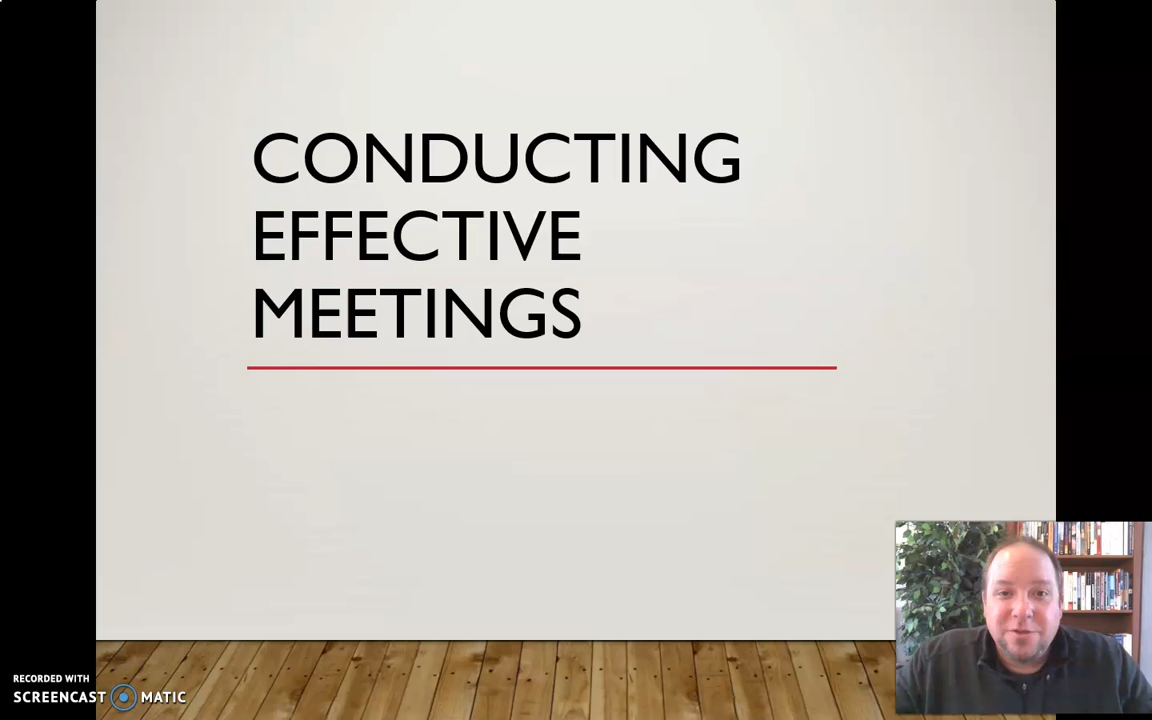 CONDUCTING
EFFECTIVE
MEETINGS
RECORDED WITH
SCREENCAST MATIC